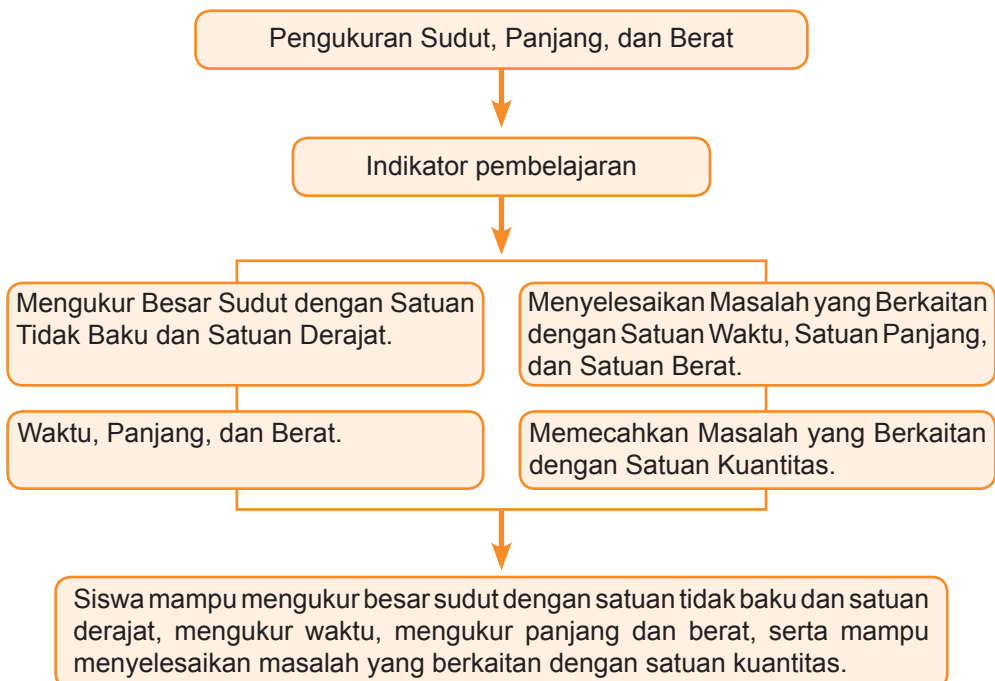 Pengukuran Sudut, Panjang, dan Berat
Indikator pembelajaran
Mengukur Besar Sudut dengan Satuan
Tidak Baku dan Satuan Derajat.
Menyelesaikan Masalah yang Berkaitan
dengan Satuan Waktu, Satuan Panjang,
dan Satuan Berat.
Waktu, Panjang, dan Berat.
Memecahkan Masalah yang Berkaitan
dengan Satuan Kuantitas.
Siswa mampu mengukur besar sudut dengan satuan tidak baku dan satuan
derajat, mengukur waktu, mengukur panjang dan berat, serta mampu
menyelesaikan masalah yang berkaitan dengan satuan kuantitas.